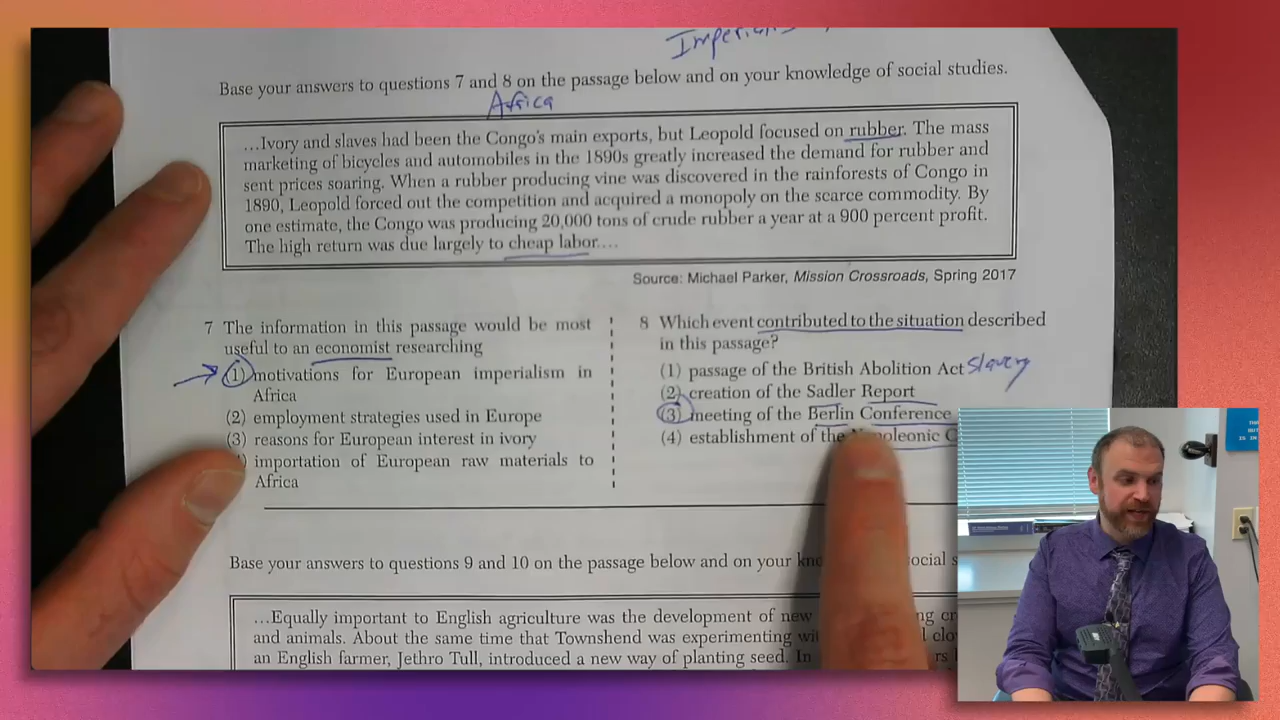 Base your answers to questions 7 and 8 on the passage below and on your knowledge of social studies.
Africa
...Ivory and slaves had been the Congo's main exports, but Leopold focused on rubber. The mass
marketing of bicycles and automobiles in the 1890s greatly increased the demand for rubber and
sent prices soaring. When a rubber producing vine was discovered in the rainforests of Congo in
1890, Leopold forced out the competition and acquired a monopoly on the scarce commodity. By
one estimate, the Congo was producing 20,000 tons of crude rubber a year at a 900 percent profit.
The high return was due largely to cheap labor....
Source: Michael Parker, Mission Crossroads, Spring 2017
7 The information in this passage would be most
useful to an economist researching
(1) motivations for European imperialism in
Africa
(2) employment strategies used in Europe
(3) reasons for European interest in ivory
importation of European raw materials to
Africa
8 Which event contributed to the situation described
in this passage?
(1) passage of the British Abolition Act slavery
(2) creation of the Sadler Report
(3) meeting of the Berlin Conference
(4) establishment of the
Base your answers to questions 9 and 10 on the passage below and on your
...Equally important to English agriculture was the development of new
and animals. About the same time that Townshend was experimenting
an English farmer, Jethro Tull, introduced a new way of planting seed. In